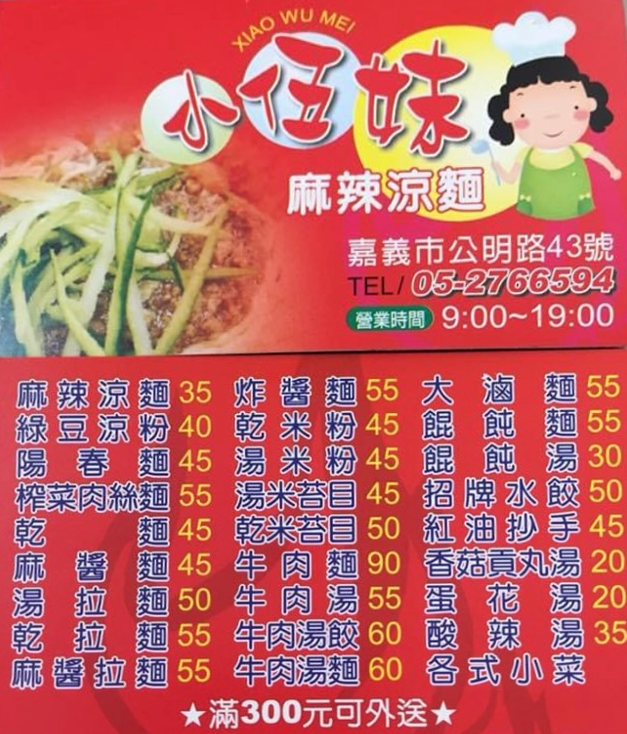 XIAO WU MEI
小伍妹
麻辣涼麵
嘉義市公明路43號
TEL/ 05-2766594
營業時間 9:00~19:00
麻辣涼麵 35 炸醬麵 55 大滷麵 55
綠豆涼粉 40 乾米粉 45 餛飩麵 55
陽春麵 45 湯米粉 45 餛飩湯 30
榨菜肉絲麵 55 湯米苔目 45 招牌水餃 50
乾麵 45 乾米苔目 50 紅油抄手 45
麻醬麵 45 牛肉麵 90 香菇貢丸湯 20
湯拉麵 50 牛肉湯 55 蛋花湯 20
乾拉麵 55 牛肉湯餃 60 酸辣湯 35
麻醬拉麵 55 牛肉湯麵 60 各式小菜
★滿300元可外送★